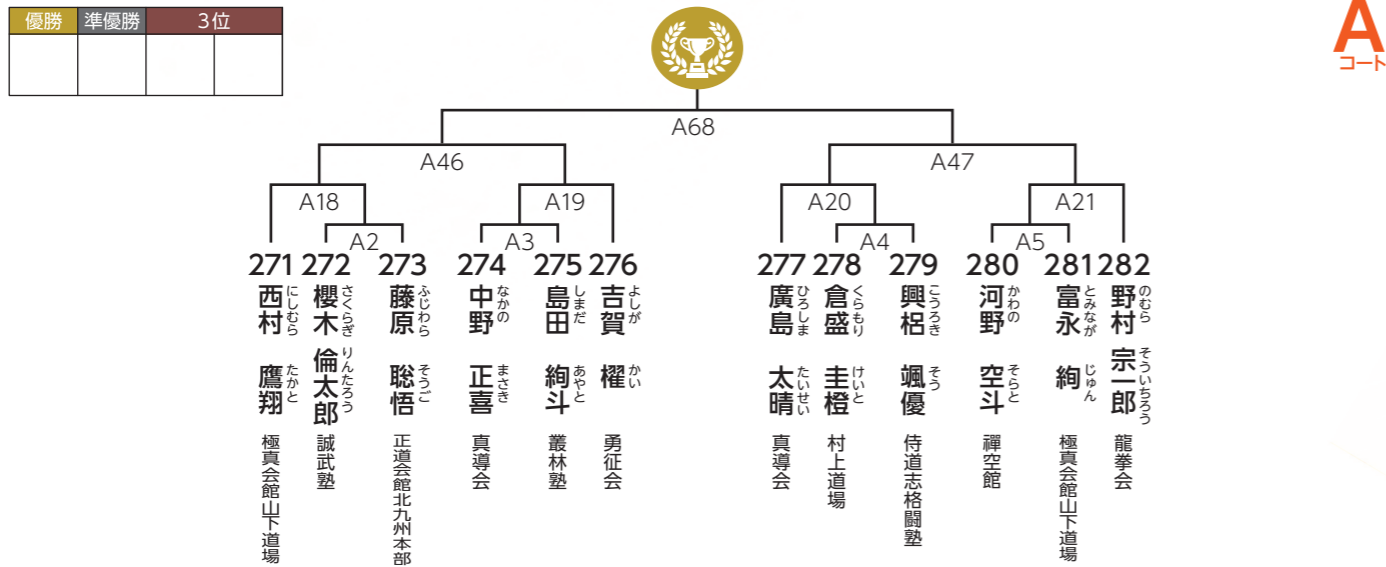 優勝 準優勝 3位
A
コート
A68
A46 A47
A18 A19 A20 A21
A2 A3 A4 A5
271 272 273 274 275 276 277 278 279 280 281 282
西村 鷹翔 にしむら たかと 極真会館山下道場
櫻木 倫太郎 さくらぎ りんたろう 誠武塾
藤原 聡悟 ふじわら そうご 正道会館北九州本部
中野 正喜 なかの まさき 真導会
島田 絢斗 しまだ あやと 叢林塾
吉賀 櫂 よしが かい 勇征会
廣島 太晴 ひろしま たいせい 真導会
倉盛 圭橙 くらもり けいと 村上道場
興梠 颯優 こうろき そう 侍道志格闘塾
河野 空斗 かわの そらと 禪空館
富永 絢 とみなが じゅん 極真会館山下道場
野村 宗一郎 のむら そういちろう 龍拳会